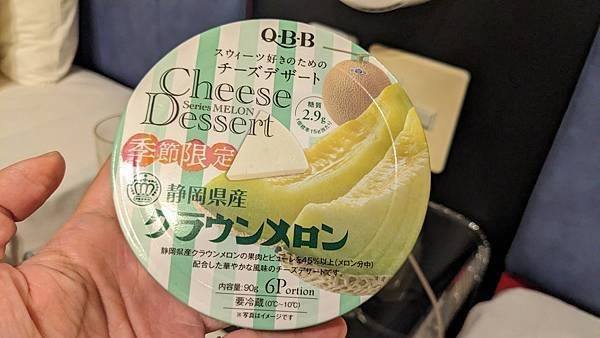 Q・B・B
スウィーツ好きのための
チーズデザート
Cheese
Series MELON
Dessert
糖質
2.9g
季節限定
静岡県産
クラウンメロン
静岡県産クラウンメロンの果肉とピューレを45%以上(メロン分中)
配合した華やかな風味のチーズデザートです。
内容量:90g 6Portion
要冷蔵(0℃~10℃)
※写真はイメージです